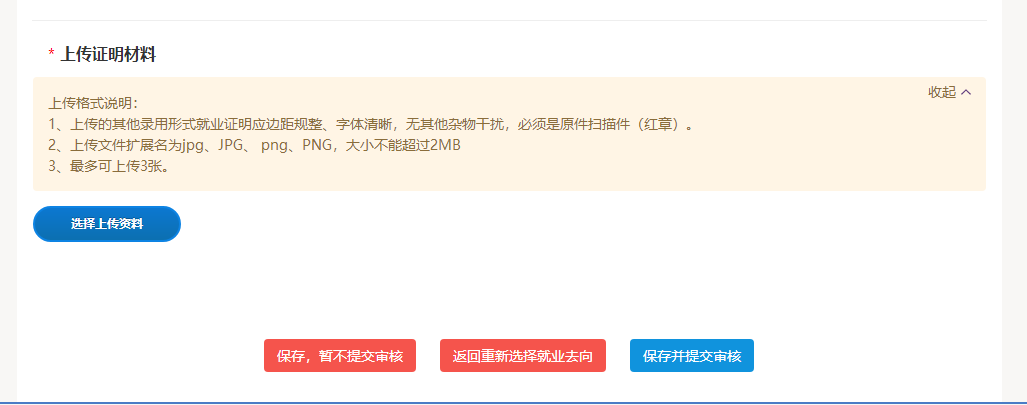 * 上传证明材料
收起
上传格式说明：
1、上传的其他录用形式就业证明应边距规整、字体清晰，无其他杂物干扰，必须是原件扫描件（红章）。
2、上传文件扩展名为jpg、JPG、 png、PNG，大小不能超过2MB
3、最多可上传3张。
选择上传资料
保存，暂不提交审核
返回重新选择就业去向
保存并提交审核